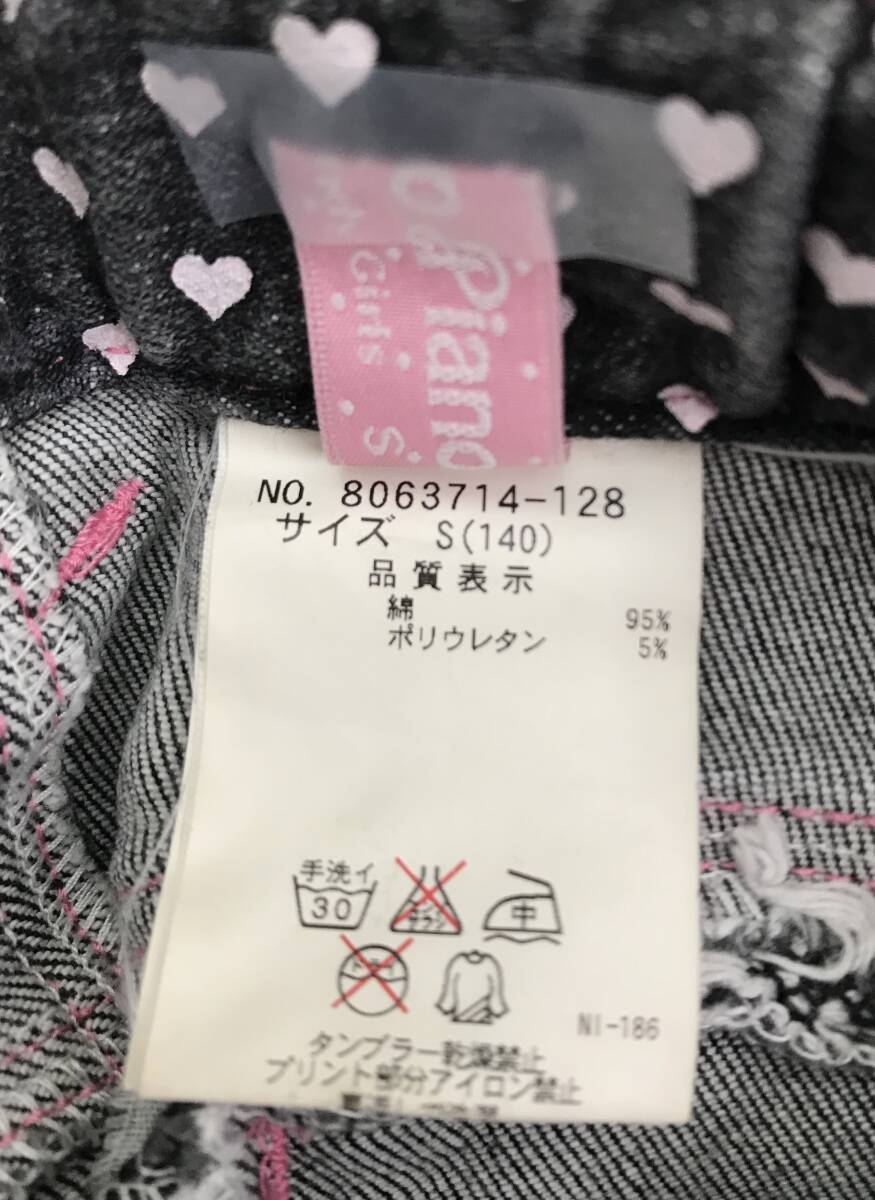 Piano
Girls
S
NO. 8063714-128
サイズ S(140)
品質表示
綿 95%
ポリウレタン 5%
手洗イ
30
中
NI-186
タンブラー乾燥禁止
プリント部分アイロン禁止